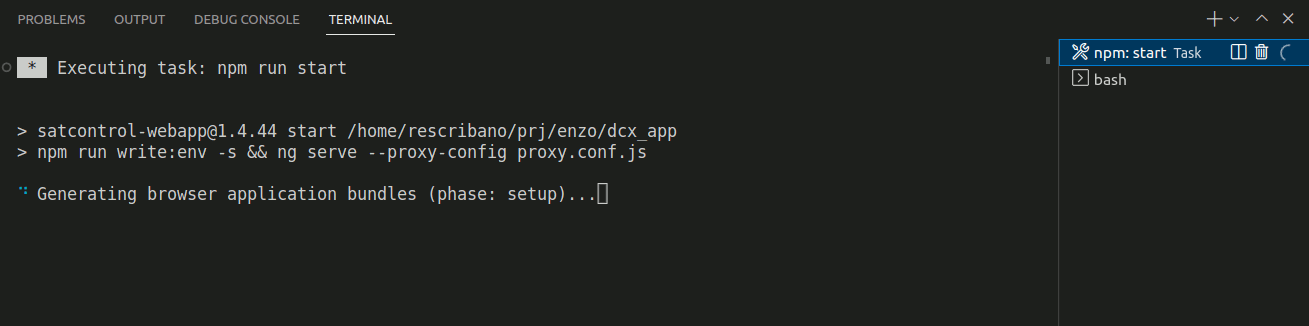 PROBLEMS OUTPUT DEBUG CONSOLE TERMINAL
* Executing task: npm run start
npm: start Task
bash
> satcontrol-webapp@1.4.44 start /home/rescribano/prj/enzo/dcx_app
> npm run write:env -s && ng serve --proxy-config proxy.conf.js
Generating browser application bundles (phase: setup)...